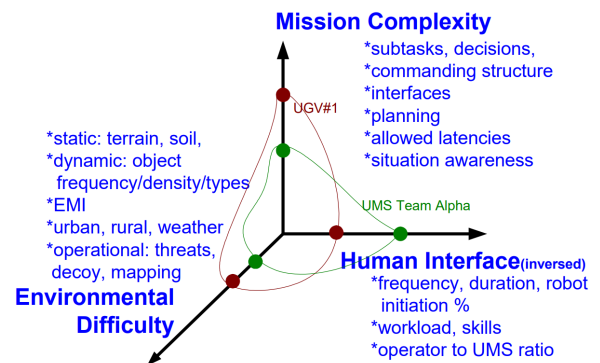 Mission Complexity
*subtasks, decisions,
*commanding structure
*interfaces
*planning
*allowed latencies
*situation awareness
UGV#1
*static: terrain, soil,
*dynamic: object
frequency/density/types
*EMI
*urban, rural, weather
*operational: threats,
decoy, mapping
Environmental
Difficulty
UMS Team Alpha
Human Interface(inversed)
*frequency, duration, robot
initiation %
*workload, skills
*operator to UMS ratio